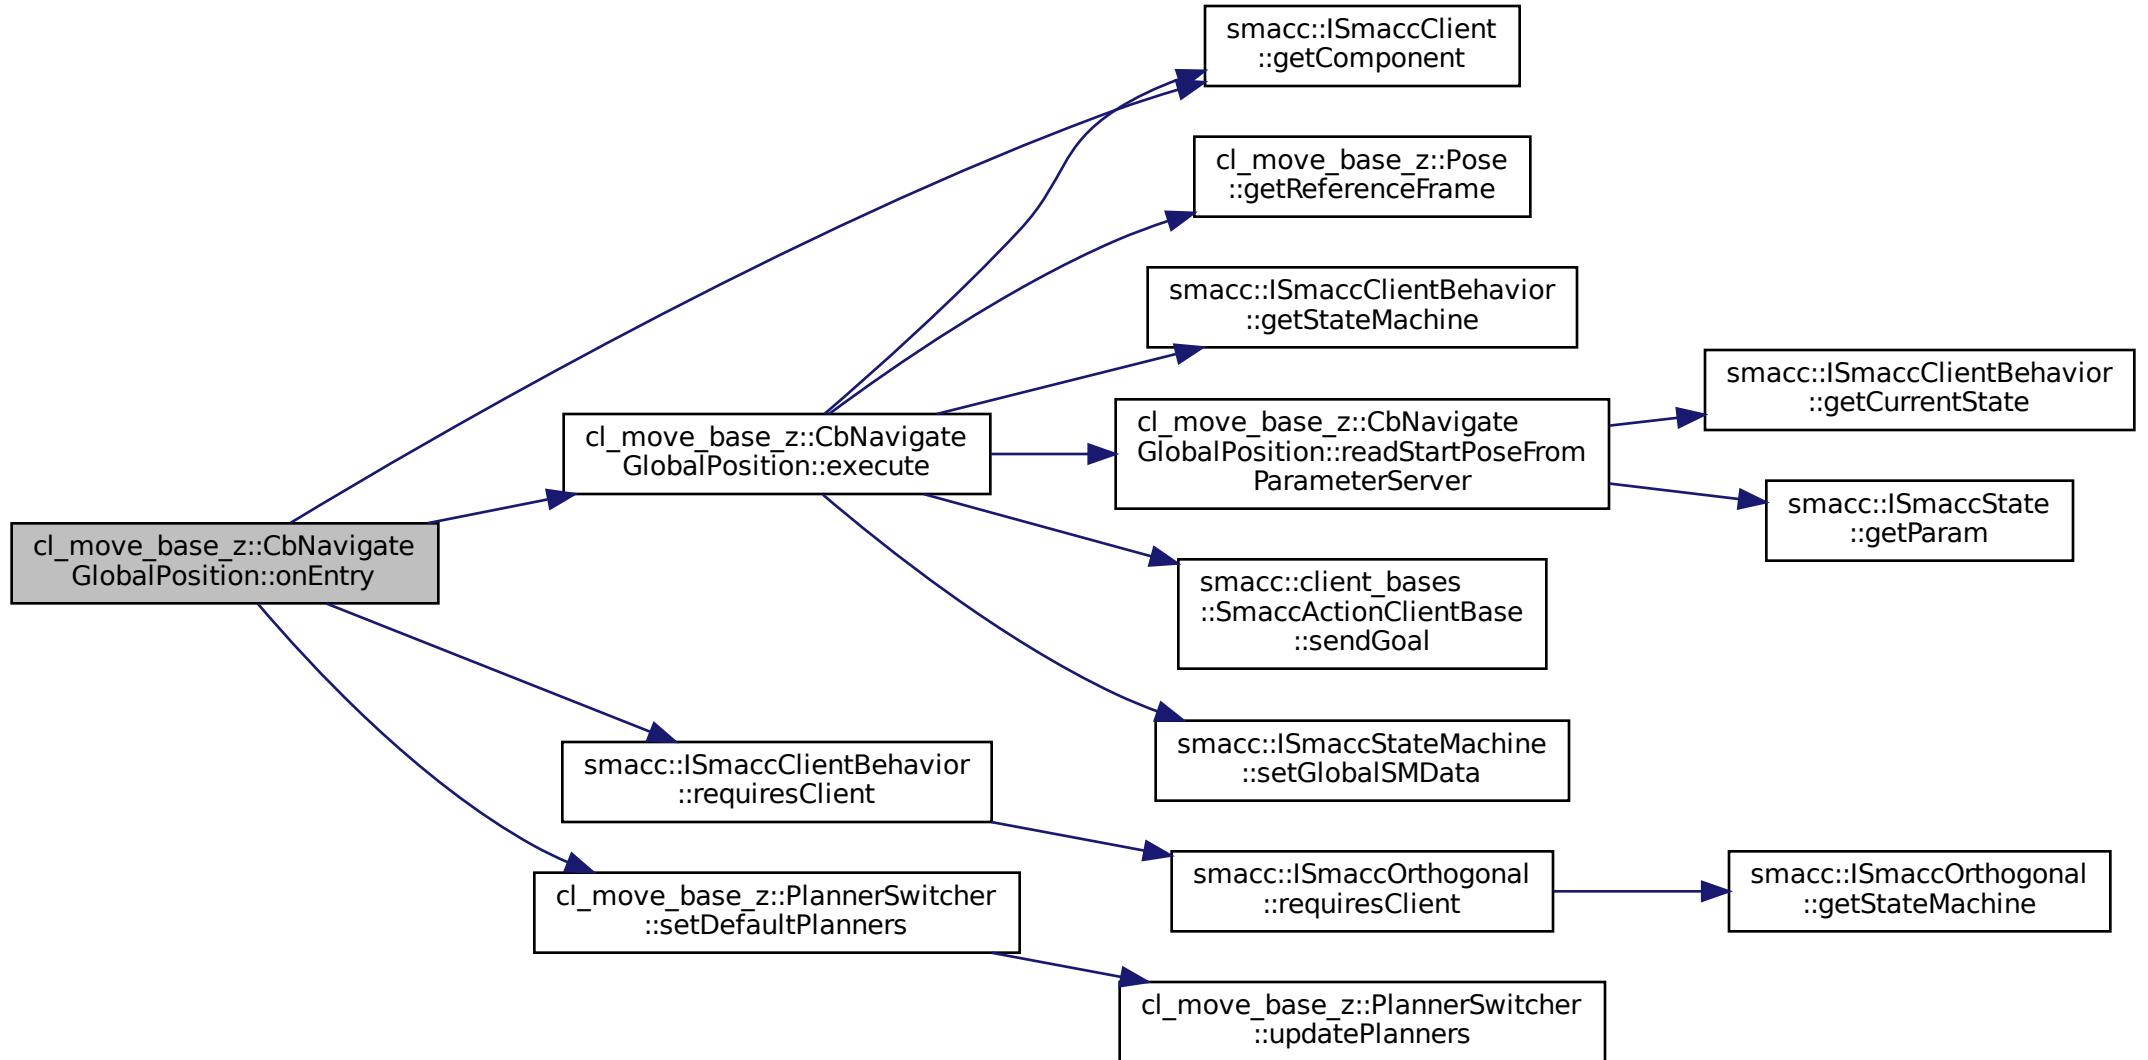 smacc::ISmaccClient
::getComponent
cl_move_base_z::Pose
::getReferenceFrame
smacc::ISmaccClientBehavior
::getStateMachine
smacc::ISmaccClientBehavior
::getCurrentState
cl_move_base_z::CbNavigate
GlobalPosition::execute
cl_move_base_z::CbNavigate
GlobalPosition::readStartPoseFrom
ParameterServer
smacc::ISmaccState
::getParam
cl_move_base_z::CbNavigate
GlobalPosition::onEntry
smacc::client_bases
::SmaccActionClientBase
::sendGoal
smacc::ISmaccStateMachine
::setGlobalSMData
smacc::ISmaccClientBehavior
::requiresClient
smacc::ISmaccOrthogonal
::requiresClient
smacc::ISmaccOrthogonal
::getStateMachine
cl_move_base_z::PlannerSwitcher
::setDefaultPlanners
cl_move_base_z::PlannerSwitcher
::updatePlanners